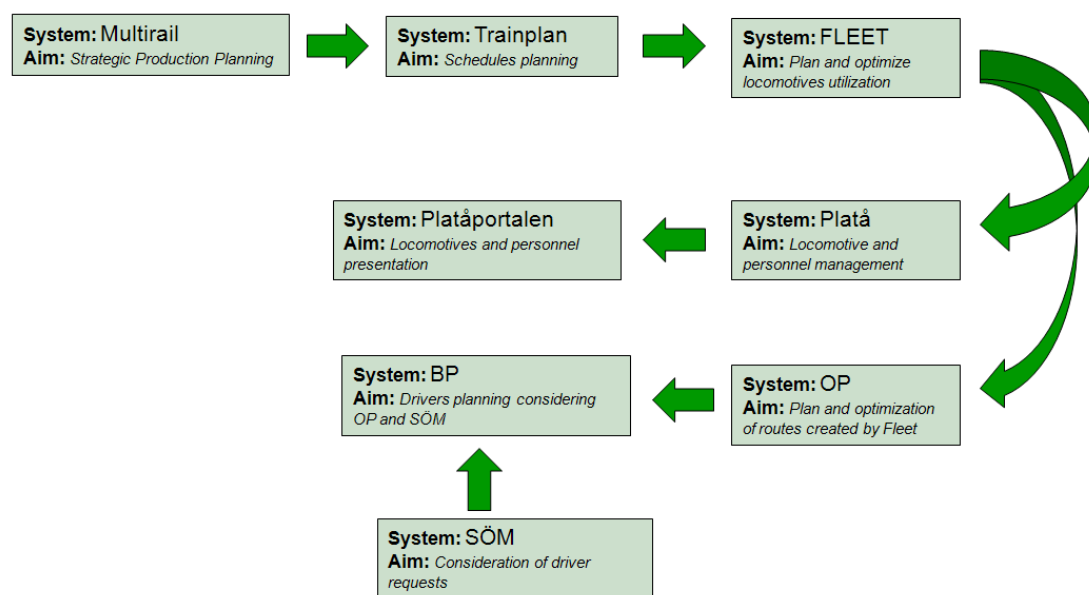 System: Multirail
Aim: Strategic Production Planning
System: Trainplan
Aim: Schedules planning
System: FLEET
Aim: Plan and optimize
locomotives utilization
System: Platåportalen
Aim: Locomotives and personnel
presentation
System: Platå
Aim: Locomotive and
personnel management
System: BP
Aim: Drivers planning considering
OP and SÖM
System: OP
Aim: Plan and optimization
of routes created by Fleet
System: SÖM
Aim: Consideration of driver
requests